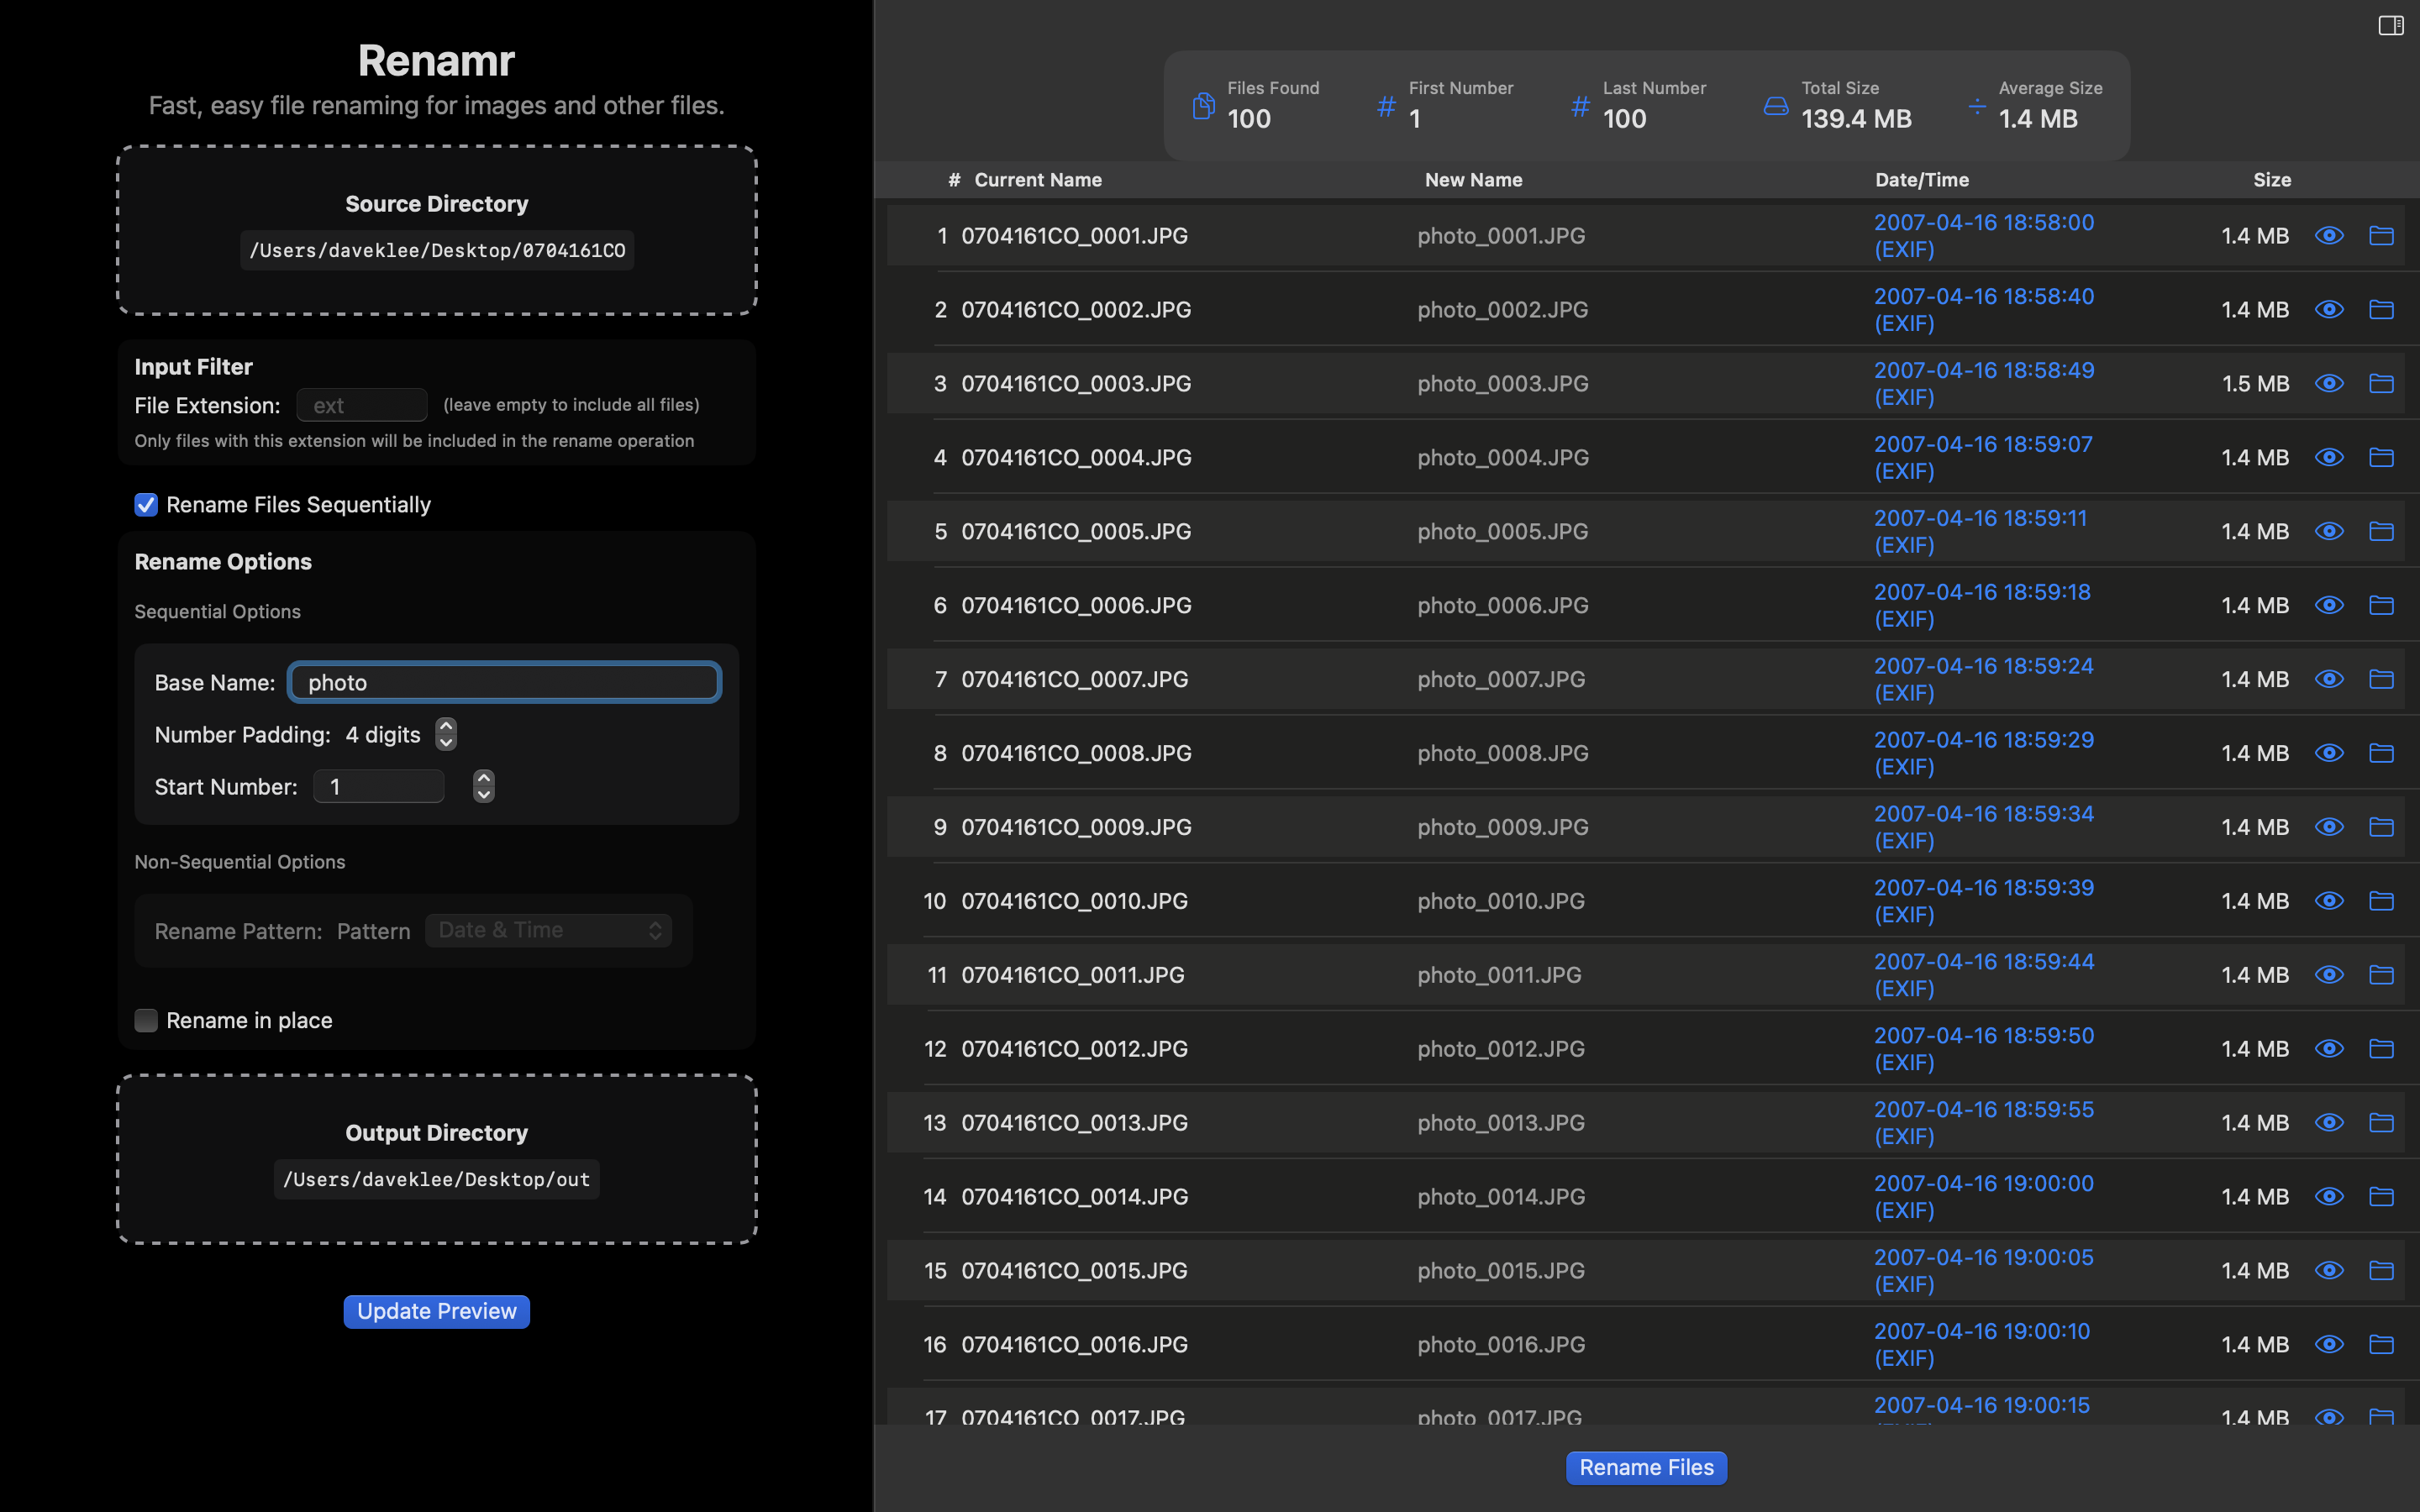 Renamr
Fast, easy file renaming for images and other files.
Source Directory
/Users/daveklee/Desktop/0704161CO
Input Filter
File Extension: ext (leave empty to include all files)
Only files with this extension will be included in the rename operation
Rename Files Sequentially
Rename Options
Sequential Options
Base Name: photo
Number Padding: 4 digits
Start Number: 1
Non-Sequential Options
Rename Pattern: Pattern Date & Time
Rename in place
Output Directory
/Users/daveklee/Desktop/out
Update Preview
Files Found First Number Last Number Total Size Average Size
100 # 1 # 100 139.4 MB ÷ 1.4 MB
# Current Name New Name Date/Time Size
1 0704161CO_0001.JPG photo_0001.JPG 2007-04-16 18:58:00 (EXIF) 1.4 MB
2 0704161CO_0002.JPG photo_0002.JPG 2007-04-16 18:58:40 (EXIF) 1.4 MB
3 0704161CO_0003.JPG photo_0003.JPG 2007-04-16 18:58:49 (EXIF) 1.5 MB
4 0704161CO_0004.JPG photo_0004.JPG 2007-04-16 18:59:07 (EXIF) 1.4 MB
5 0704161CO_0005.JPG photo_0005.JPG 2007-04-16 18:59:11 (EXIF) 1.4 MB
6 0704161CO_0006.JPG photo_0006.JPG 2007-04-16 18:59:18 (EXIF) 1.4 MB
7 0704161CO_0007.JPG photo_0007.JPG 2007-04-16 18:59:24 (EXIF) 1.4 MB
8 0704161CO_0008.JPG photo_0008.JPG 2007-04-16 18:59:29 (EXIF) 1.4 MB
9 0704161CO_0009.JPG photo_0009.JPG 2007-04-16 18:59:34 (EXIF) 1.4 MB
10 0704161CO_0010.JPG photo_0010.JPG 2007-04-16 18:59:39 (EXIF) 1.4 MB
11 0704161CO_0011.JPG photo_0011.JPG 2007-04-16 18:59:44 (EXIF) 1.4 MB
12 0704161CO_0012.JPG photo_0012.JPG 2007-04-16 18:59:50 (EXIF) 1.4 MB
13 0704161CO_0013.JPG photo_0013.JPG 2007-04-16 18:59:55 (EXIF) 1.4 MB
14 0704161CO_0014.JPG photo_0014.JPG 2007-04-16 19:00:00 (EXIF) 1.4 MB
15 0704161CO_0015.JPG photo_0015.JPG 2007-04-16 19:00:05 (EXIF) 1.4 MB
16 0704161CO_0016.JPG photo_0016.JPG 2007-04-16 19:00:10 (EXIF) 1.4 MB
17 0704161CO_0017.JPG photo_0017.JPG 2007-04-16 19:00:15 1.4 MB
Rename Files